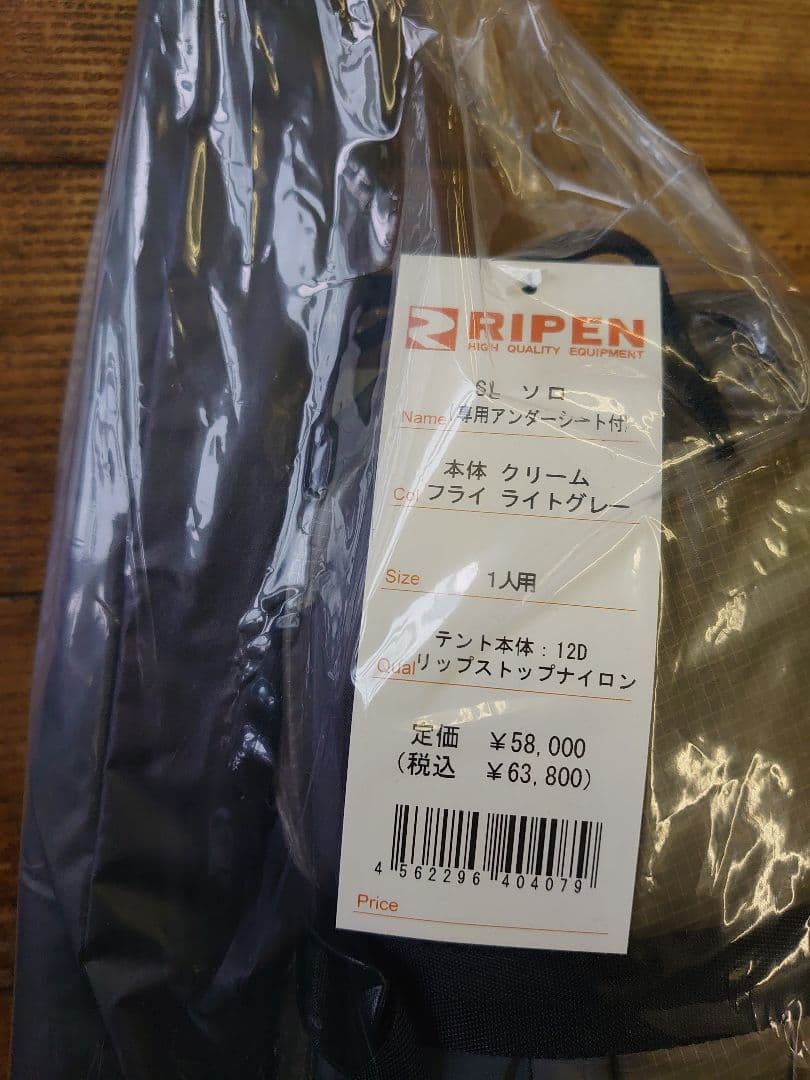 RIPEN
HIGH QUALITY EQUIPMENT
SL ソロ
Name (専用アンダーシート付)
本体 クリーム
Col フライ ライトグレー
Size 1人用
テント本体:12D
Qual リップストップナイロン
定価 ¥58,000
(税込 ¥63,800)
4 562296 404079
Price